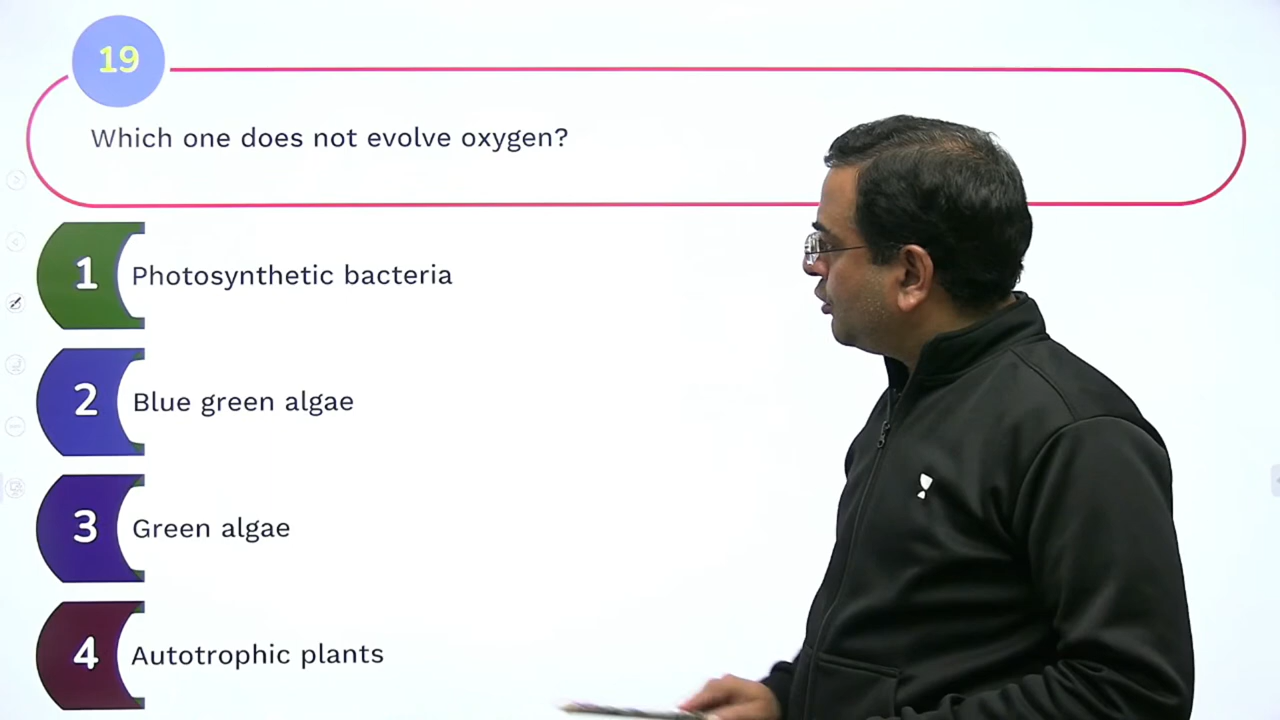 19
Which one does not evolve oxygen?
1 Photosynthetic bacteria
2 Blue green algae
3 Green algae
4 Autotrophic plants